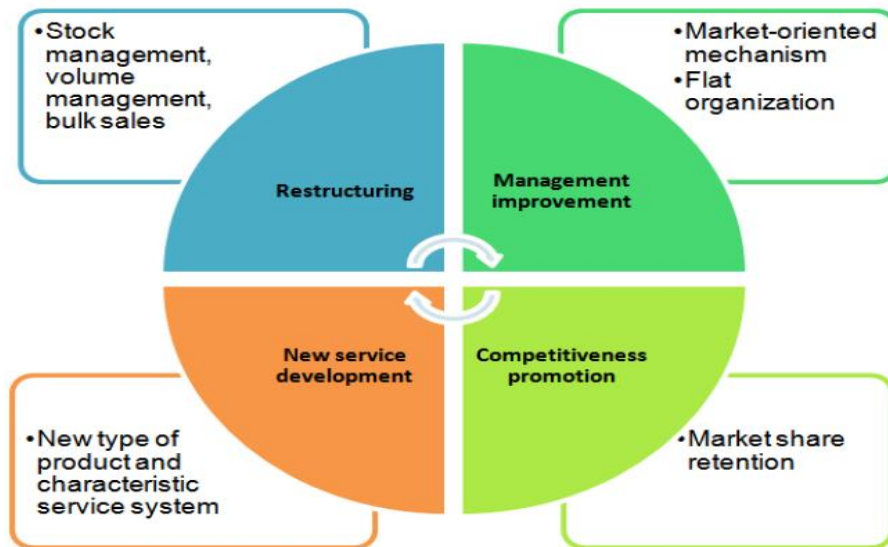 •Stock
management,
volume
management,
bulk sales
•Market-oriented
mechanism
•Flat
organization
Restructuring
Management
improvement
New service
development
Competitiveness
promotion
•New type of
product and
characteristic
service system
•Market share
retention